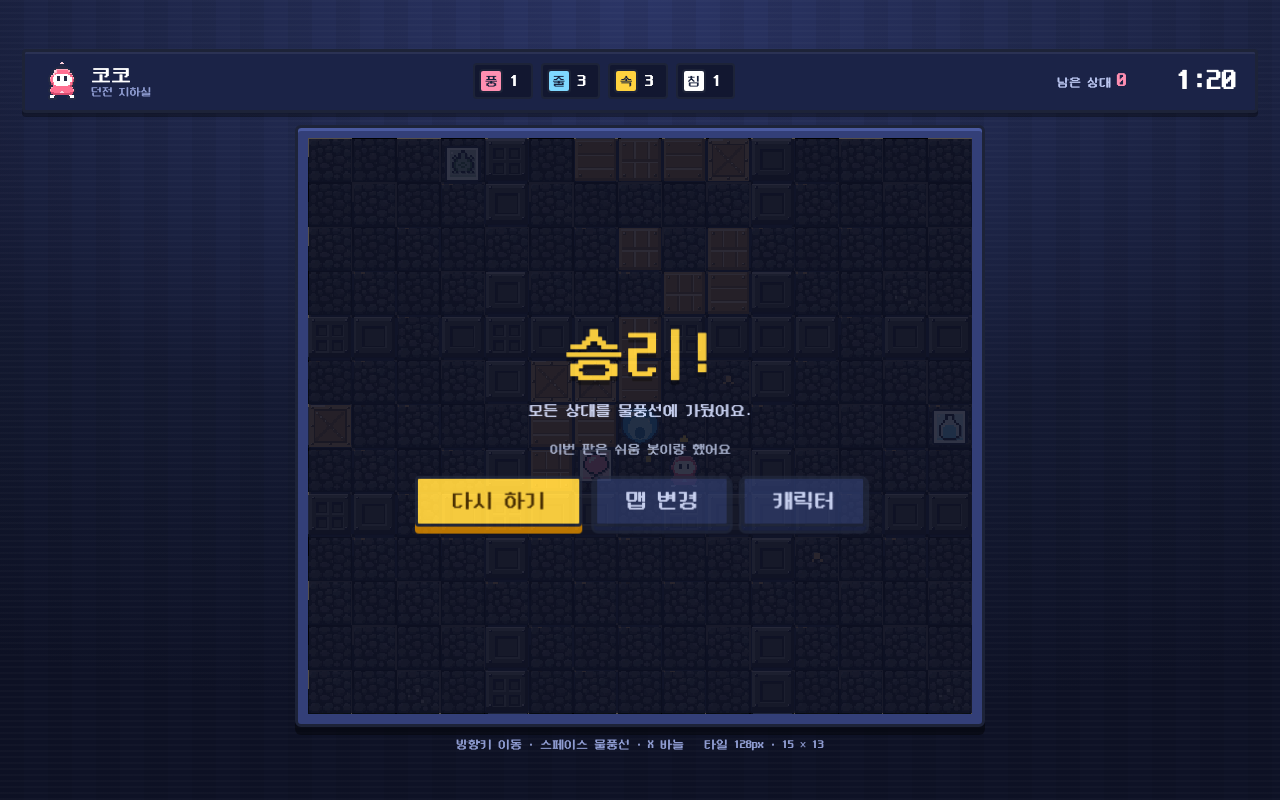 코코
던전 지하실
풍 1 줄 3 속 3 침 1
남은 상대 0 1:20
승리!
모든 상대를 물풍선에 가뒀어요.
이번 판은 쉬움 봇이랑 했어요
다시 하기 맵 변경 캐릭터
방향키 이동 · 스페이스 물풍선 · X 바늘 타일 128px · 15 × 13